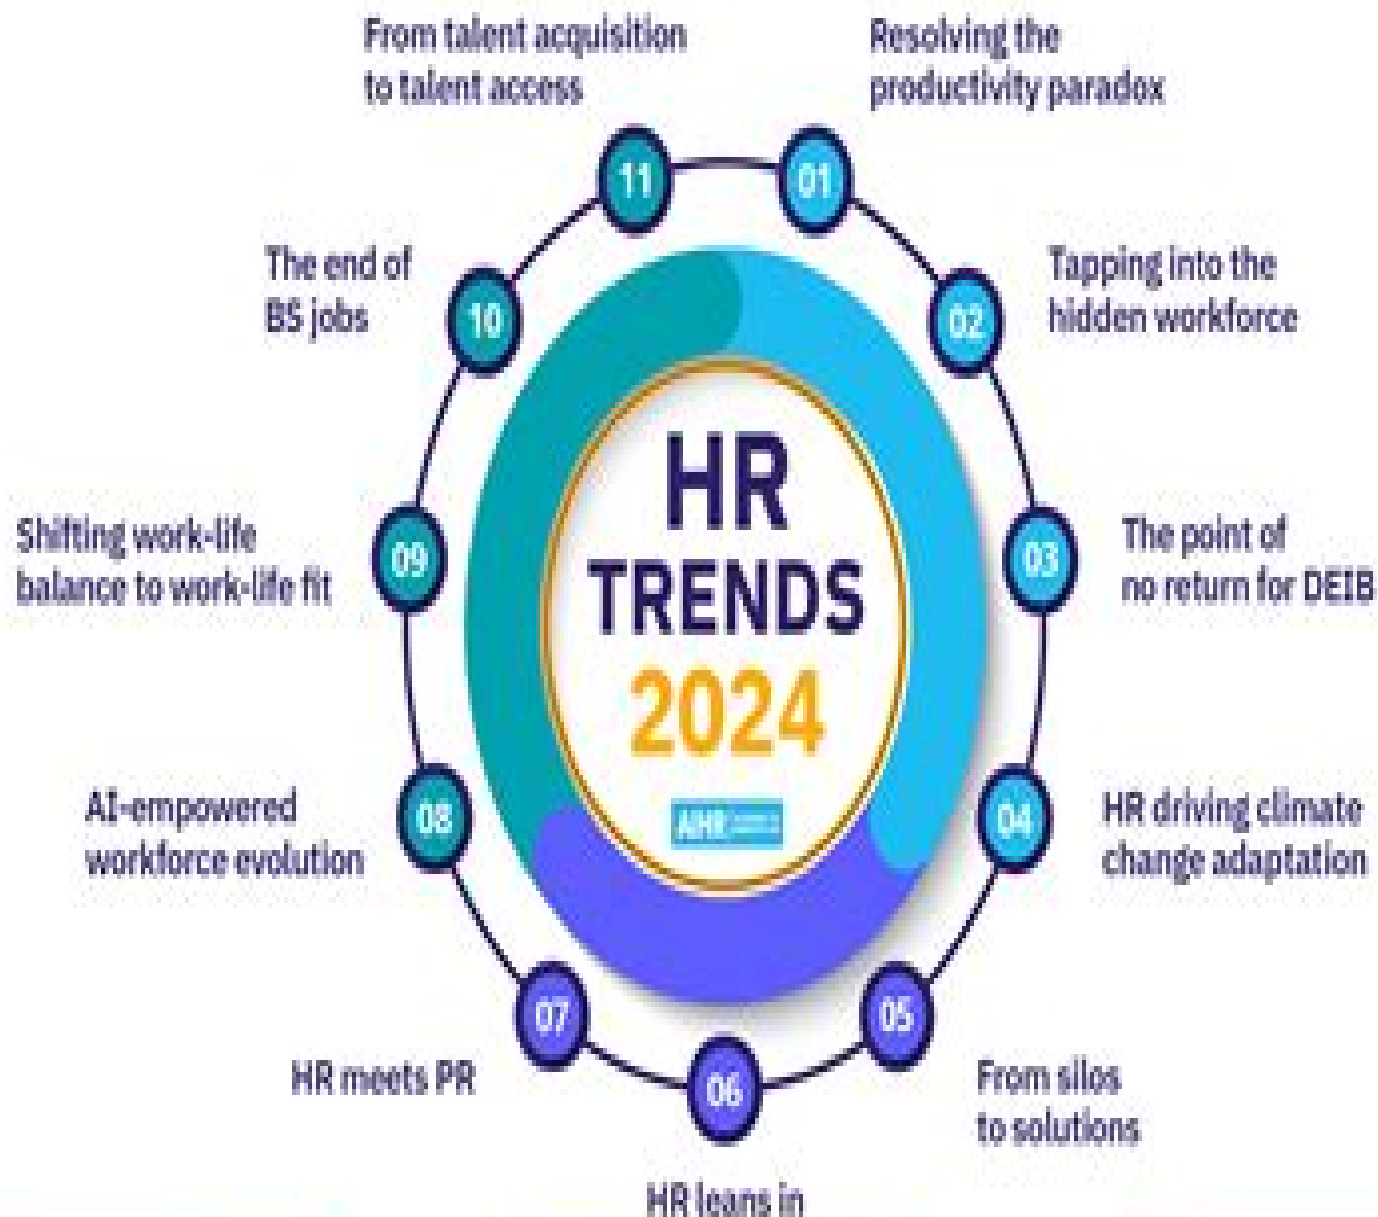 From talent acquisition
to talent access
Resolving the
productivity paradox
11
01
The end of
BS jobs
10
02
Tapping into the
hidden workforce
HR
TRENDS
2024
AIHR
Shifting work-life
balance to work-life fit
09
03
The point of
no return for DEIB
AI-empowered
workforce evolution
08
04
HR driving climate
change adaptation
07
05
HR meets PR
06
From silos
to solutions
HR leans in